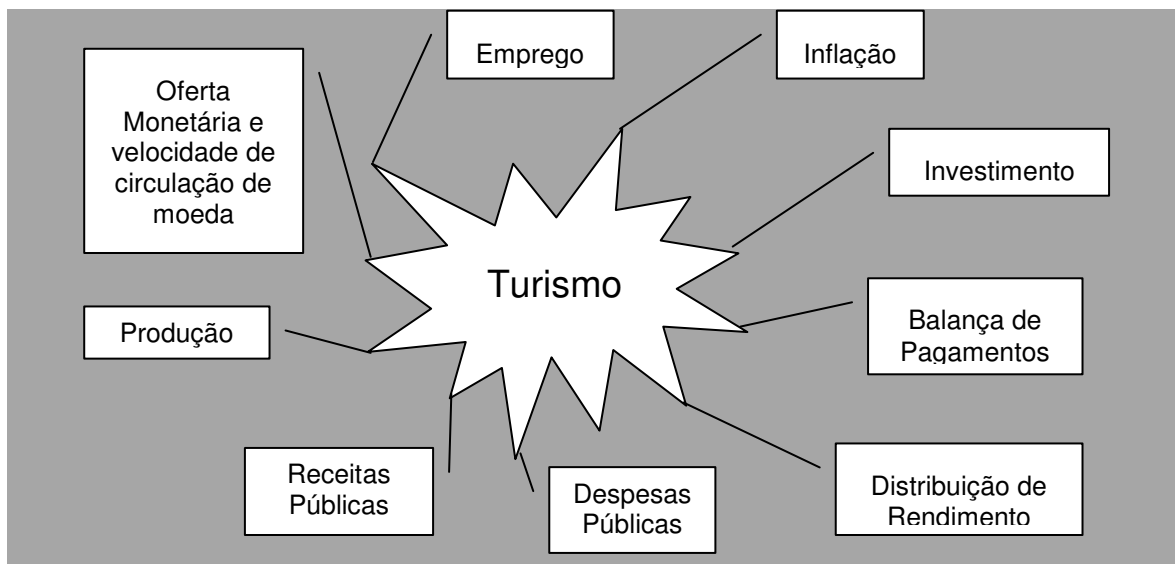 Emprego
Inflação
Oferta
Monetária e
velocidade de
circulação de
moeda
Investimento
Turismo
Produção
Balança de
Pagamentos
Receitas
Públicas
Despesas
Públicas
Distribuição de
Rendimento